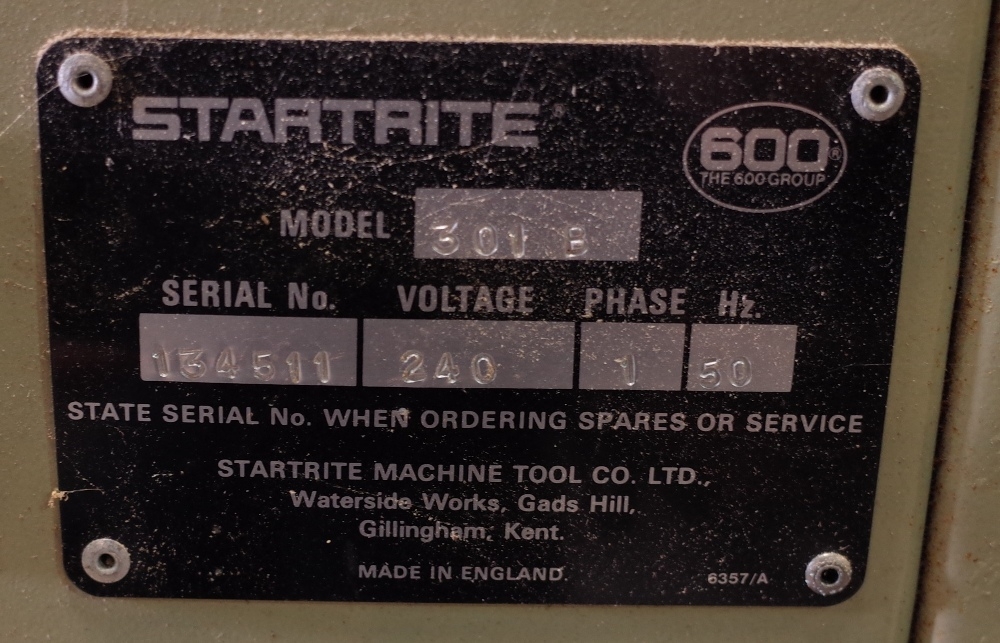 STARTRITE
600®
THE 600 GROUP
MODEL 301 B
SERIAL No. VOLTAGE PHASE Hz.
134511 240 1 50
STATE SERIAL No. WHEN ORDERING SPARES OR SERVICE
STARTRITE MACHINE TOOL CO. LTD.,
Waterside Works, Gads Hill,
Gillingham, Kent.
MADE IN ENGLAND.
6357/A